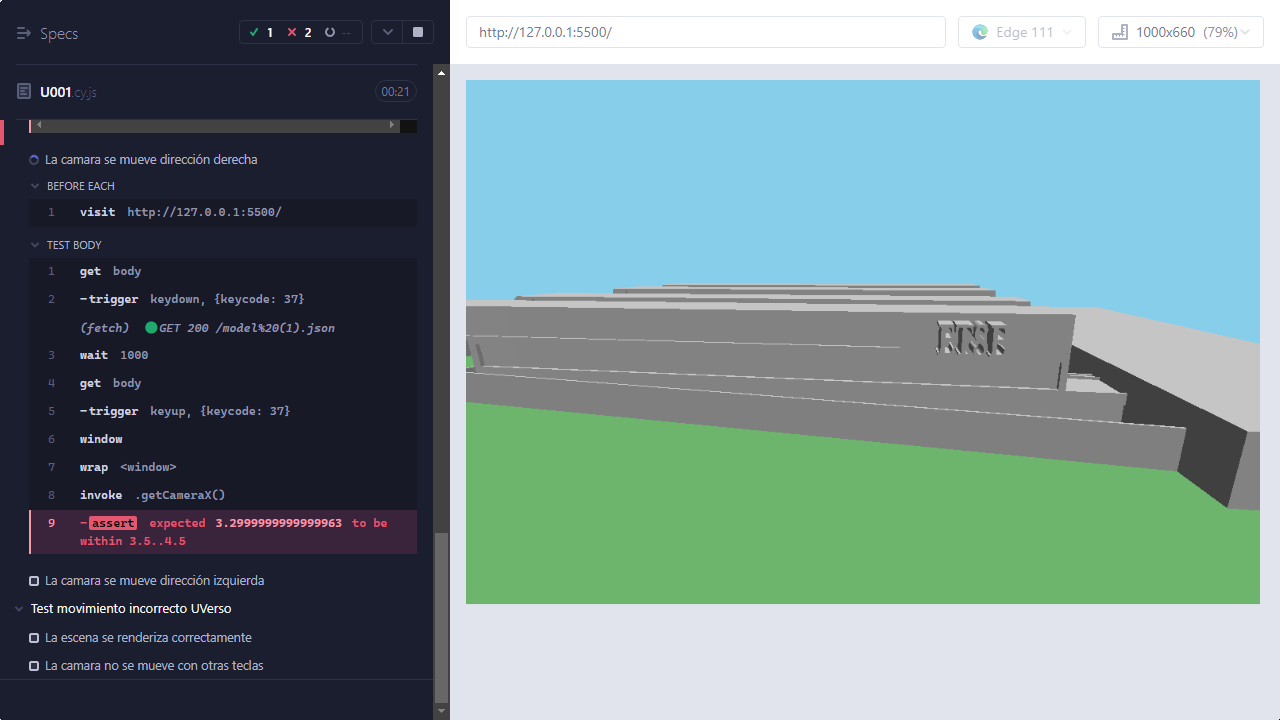 Specs
1
2
--
http://127.0.0.1:5500/
Edge 111
1000x660 (79%)
U001.cy.js
00:21
La camara se mueve dirección derecha
BEFORE EACH
1 visit http://127.0.0.1:5500/
TEST BODY
1 get body
2 -trigger keydown, {keycode: 37}
(fetch) GET 200 /model%20(1).json
3 wait 1000
4 get body
5 -trigger keyup, {keycode: 37}
6 window
7 wrap <window>
8 invoke .getCameraX()
9 -assert expected 3.2999999999999963 to be
within 3.5..4.5
La camara se mueve dirección izquierda
Test movimiento incorrecto UVerso
La escena se renderiza correctamente
La camara no se mueve con otras teclas